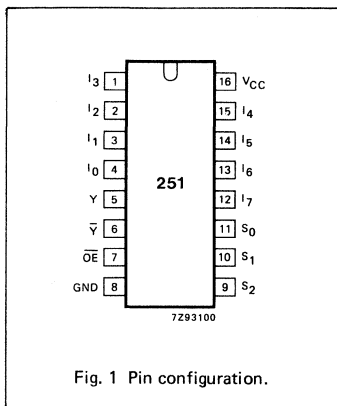 I3 1 16 VCC
I2 2 15 I4
I1 3 14 I5
I0 4 13 I6
251
Y 5 12 I7
Y̅ 6 11 S0
O̅E̅ 7 10 S1
GND 8 9 S2
7Z93100
Fig. 1 Pin configuration.